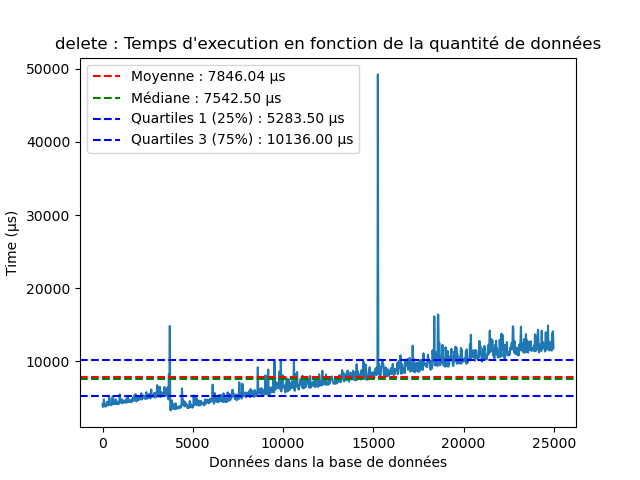 delete : Temps d'execution en fonction de la quantité de données
Moyenne : 7846.04 µs
Médiane : 7542.50 µs
Quartiles 1 (25%) : 5283.50 µs
Quartiles 3 (75%) : 10136.00 µs
Time (µs)
50000
40000
30000
20000
10000
0 5000 10000 15000 20000 25000
Données dans la base de données